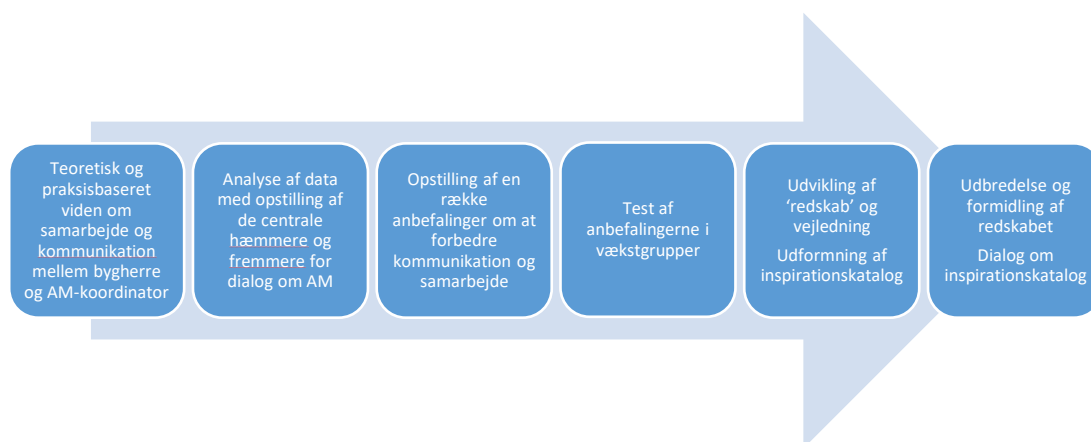 Teoretisk og
praksisbaseret
viden om
samarbejde og
kommunikation
mellem bygherre
og AM-koordinator
Analyse af data
med opstilling af
de centrale
hæmmere og
fremmere for
dialog om AM
Opstilling af en
række
anbefalinger om at
forbedre
kommunikation og
samarbejde
Test af
anbefalingerne i
vækstgrupper
Udvikling af
'redskab' og
vejledning
Udformning af
inspirationskatalog
Udbredelse og
formidling af
redskabet
Dialog om
inspirationskatalog